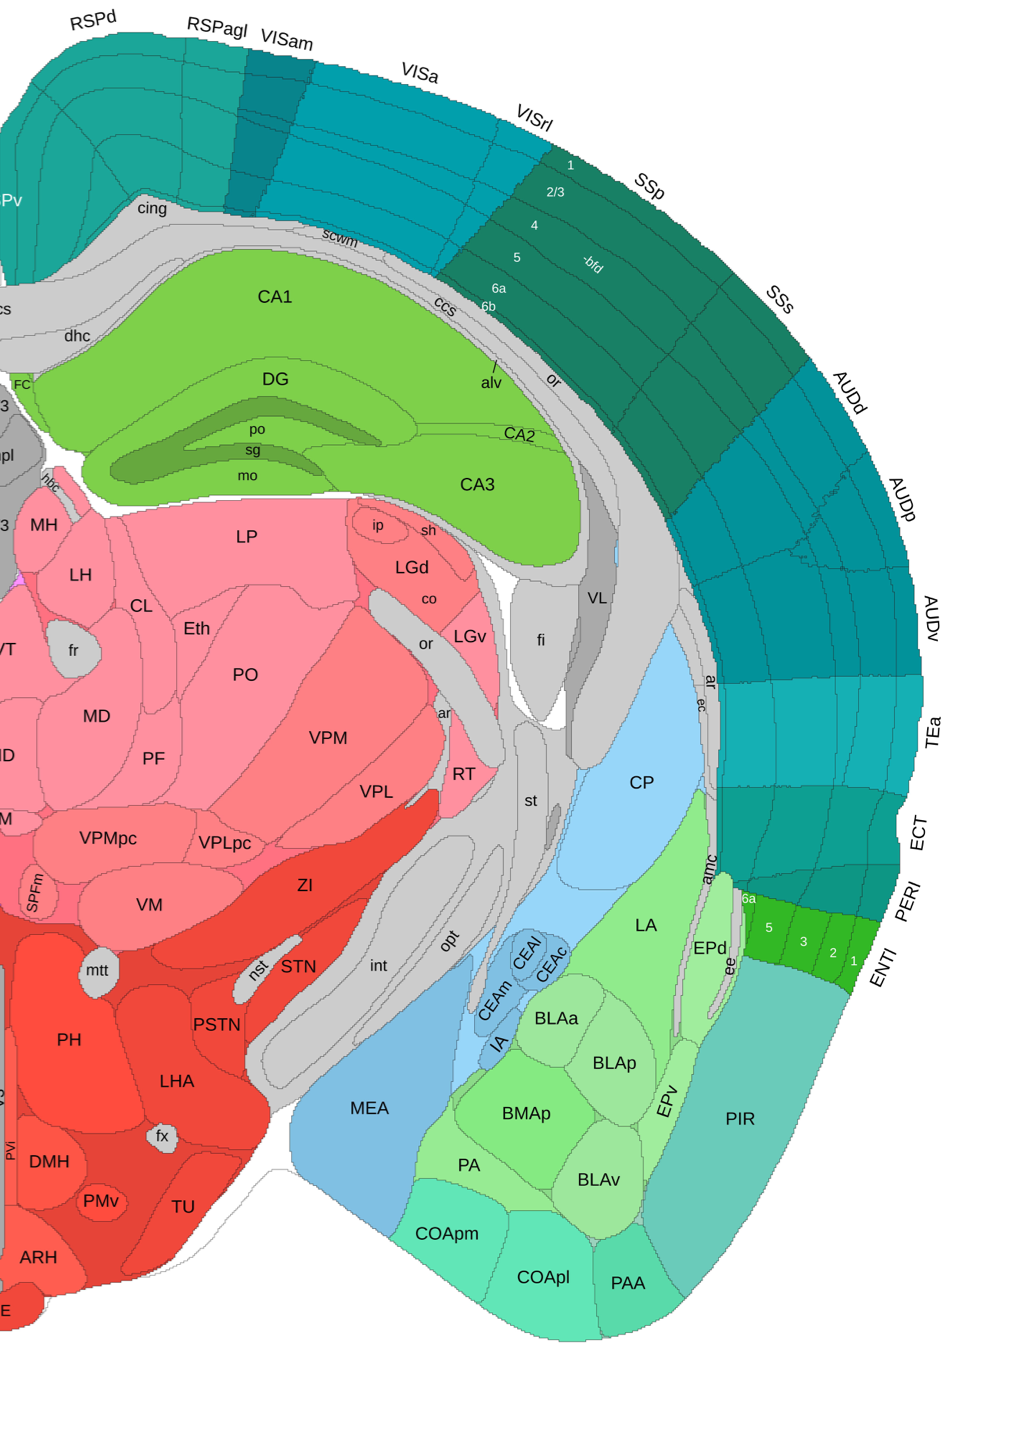 RSPd
RSPagl
VISam
VISa
VISrl
SSp
SSs
AUDd
AUDp
AUDv
TEa
ECT
PERI
ENTl
1
2/3
4
5
6a
6b
-bfd
Pv
cing
scwm
ccs
or
cs
dhc
CA1
alv
FC
DG
CA2
3
po
sg
mo
CA3
pl
hbc
3
MH
LP
ip
sh
LGd
LH
co
CL
VL
Eth
LGv
fi
or
VT
fr
PO
ar
ec
MD
ar
VPM
D
PF
RT
CP
VPL
st
M
VPMpc
VPLpc
amc
SPFm
ZI
VM
6a
5
3
2
1
LA
EPd
ee
opt
int
CEAl
CEAc
mtt
nst
STN
CEAm
BLAa
PSTN
PH
IA
BLAp
LHA
MEA
BMAp
EPv
PIR
fx
PVi
DMH
PA
BLAv
PMv
TU
COApm
ARH
COApl
PAA
E